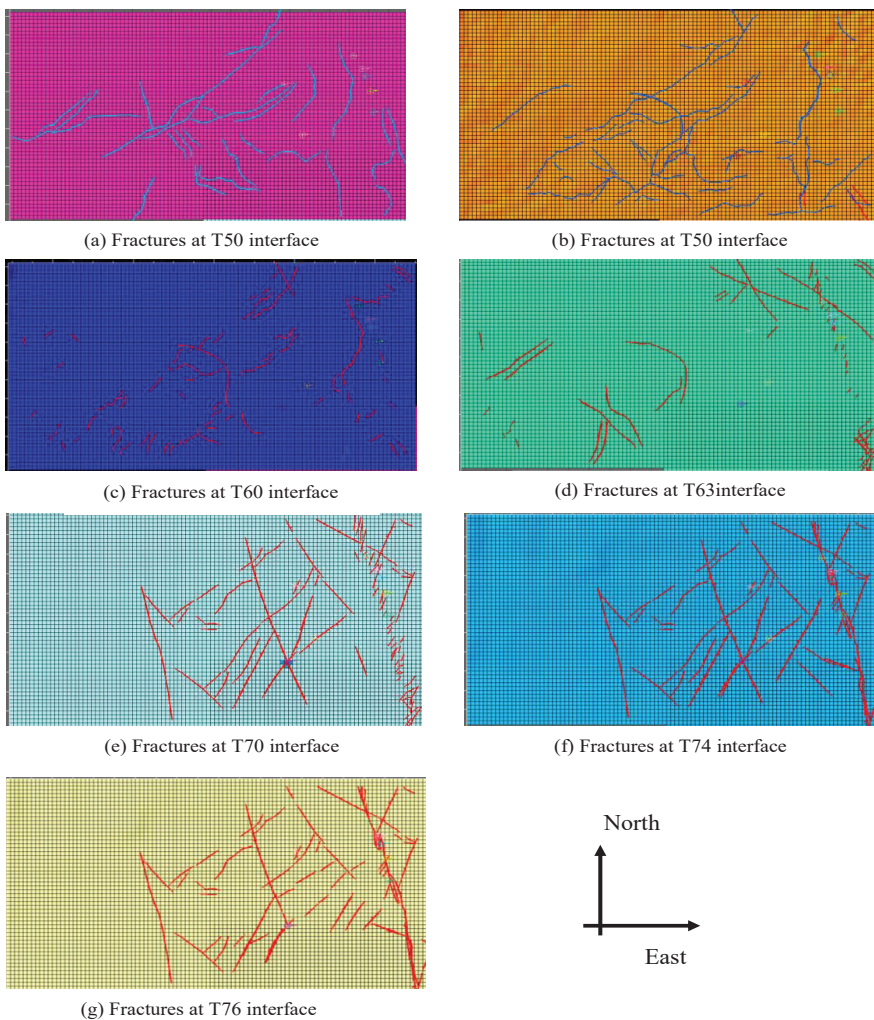 (a) Fractures at T50 interface
(b) Fractures at T50 interface
(c) Fractures at T60 interface
(d) Fractures at T63interface
(e) Fractures at T70 interface
(f) Fractures at T74 interface
(g) Fractures at T76 interface
North
East